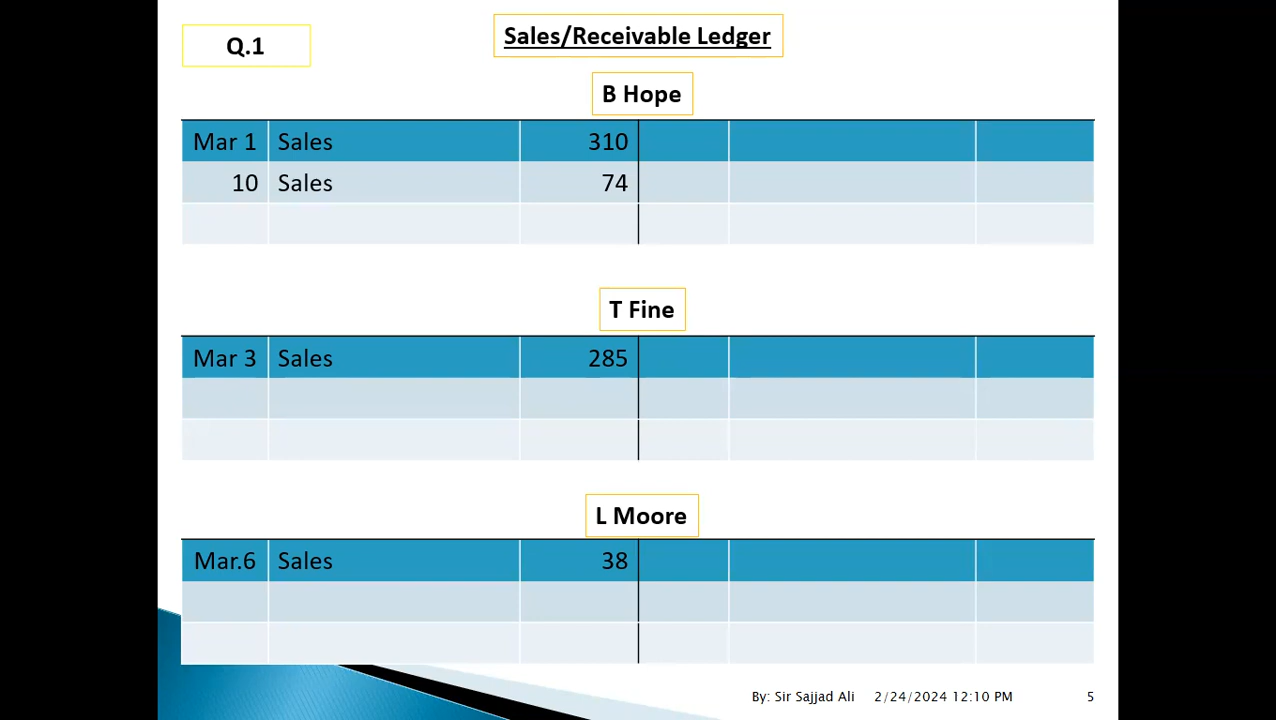 Q.1
Sales/Receivable Ledger
B Hope
Mar 1 Sales 310
10 Sales 74
T Fine
Mar 3 Sales 285
L Moore
Mar.6 Sales 38
By: Sir Sajjad Ali 2/24/2024 12:10 PM 5